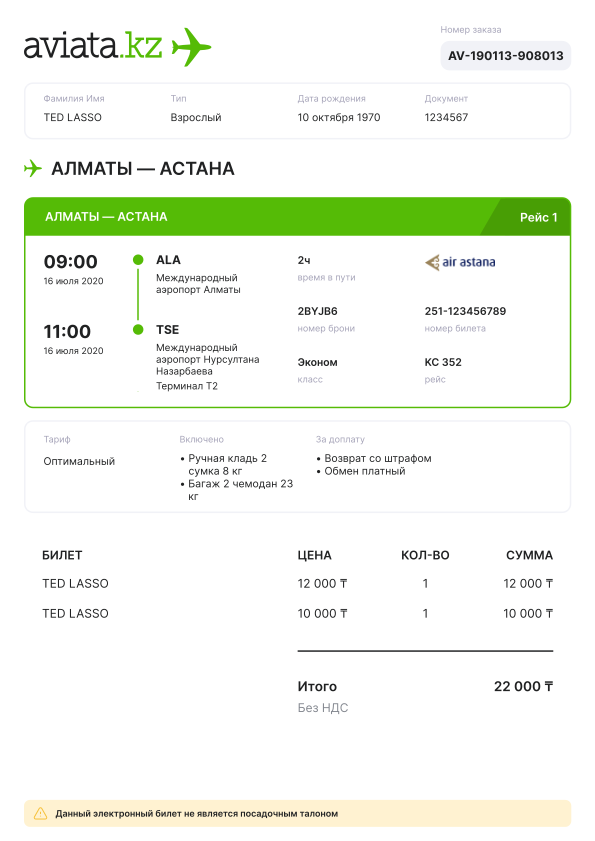 aviata.kz
Номер заказа
AV-190113-908013
Фамилия Имя
Тип
Дата рождения
Документ
TED LASSO
Взрослый
10 октября 1970
1234567
АЛМАТЫ — АСТАНА
АЛМАТЫ — АСТАНА
Рейс 1
09:00
16 июля 2020
ALA
Международный
аэропорт Алматы
11:00
16 июля 2020
TSE
Международный
аэропорт Нурсултана
Назарбаева
Терминал Т2
2ч
время в пути
air astana
2BYJB6
номер брони
251-123456789
номер билета
Эконом
класс
KC 352
рейс
Тариф
Оптимальный
Включено
• Ручная кладь 2
сумка 8 кг
• Багаж 2 чемодан 23
кг
За доплату
• Возврат со штрафом
• Обмен платный
БИЛЕТ ЦЕНА КОЛ-ВО СУММА
TED LASSO 12 000 ₸ 1 12 000 ₸
TED LASSO 10 000 ₸ 1 10 000 ₸
Итого 22 000 ₸
Без НДС
Данный электронный билет не является посадочным талоном